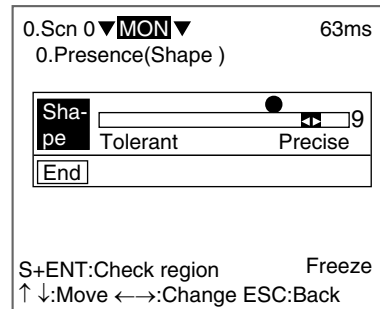 0.Scn 0▼MON▼ 63ms
0.Presence(Shape )
Sha-
pe
9
Tolerant Precise
End
S+ENT:Check region Freeze
↑ ↓:Move ←→:Change ESC:Back